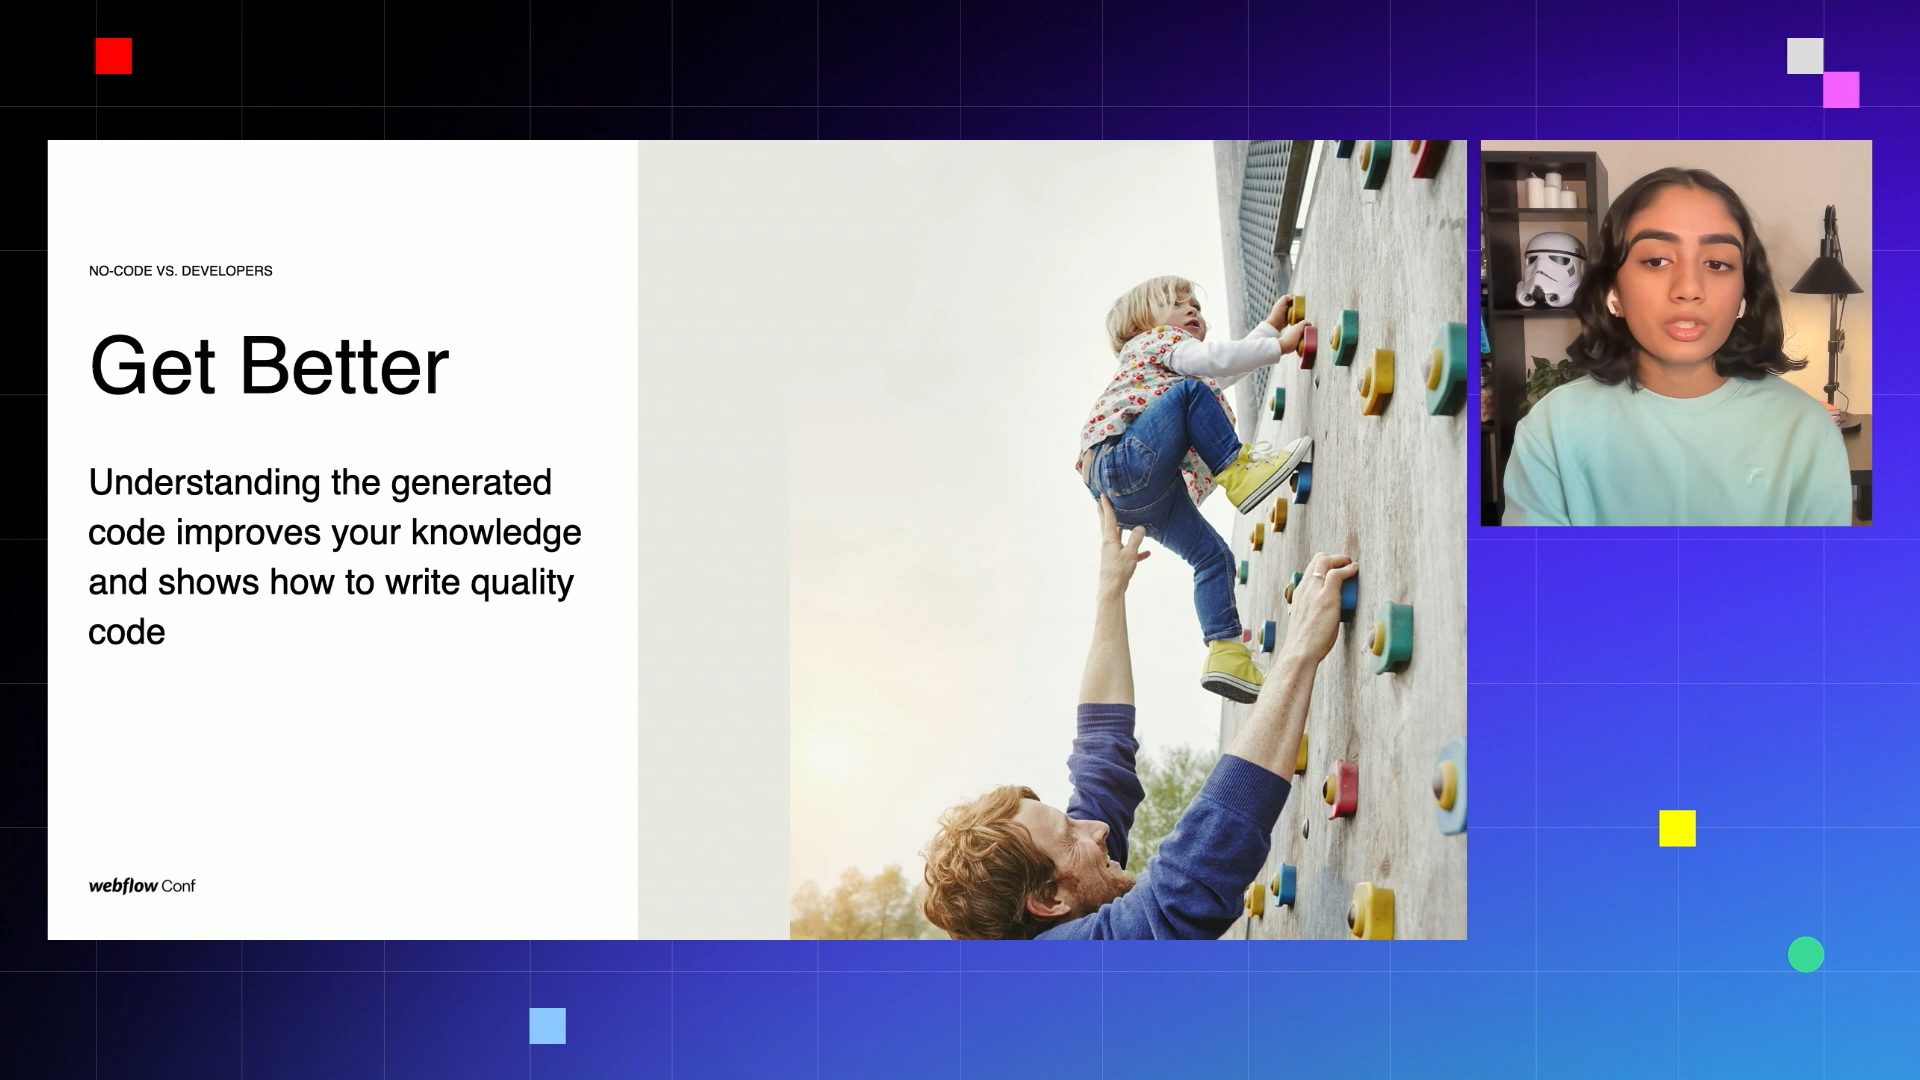 NO-CODE VS. DEVELOPERS
Get Better
Understanding the generated
code improves your knowledge
and shows how to write quality
code
webflow Conf